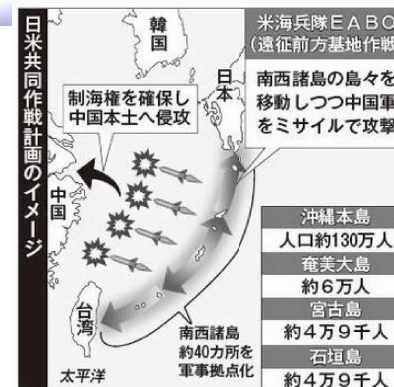 日米共同作戦計画のイメージ
韓国
日本
米海兵隊EABO
(遠征前方基地作戦
南西諸島の島々を
移動しつつ中国軍
をミサイルで攻撃
制海権を確保し
中国本土へ侵攻
中国
台湾
太平洋
南西諸島
約40カ所を
軍事拠点化
沖縄本島
人口約130万人
奄美大島
約6万人
宮古島
約4万9千人
石垣島
約4万9千人